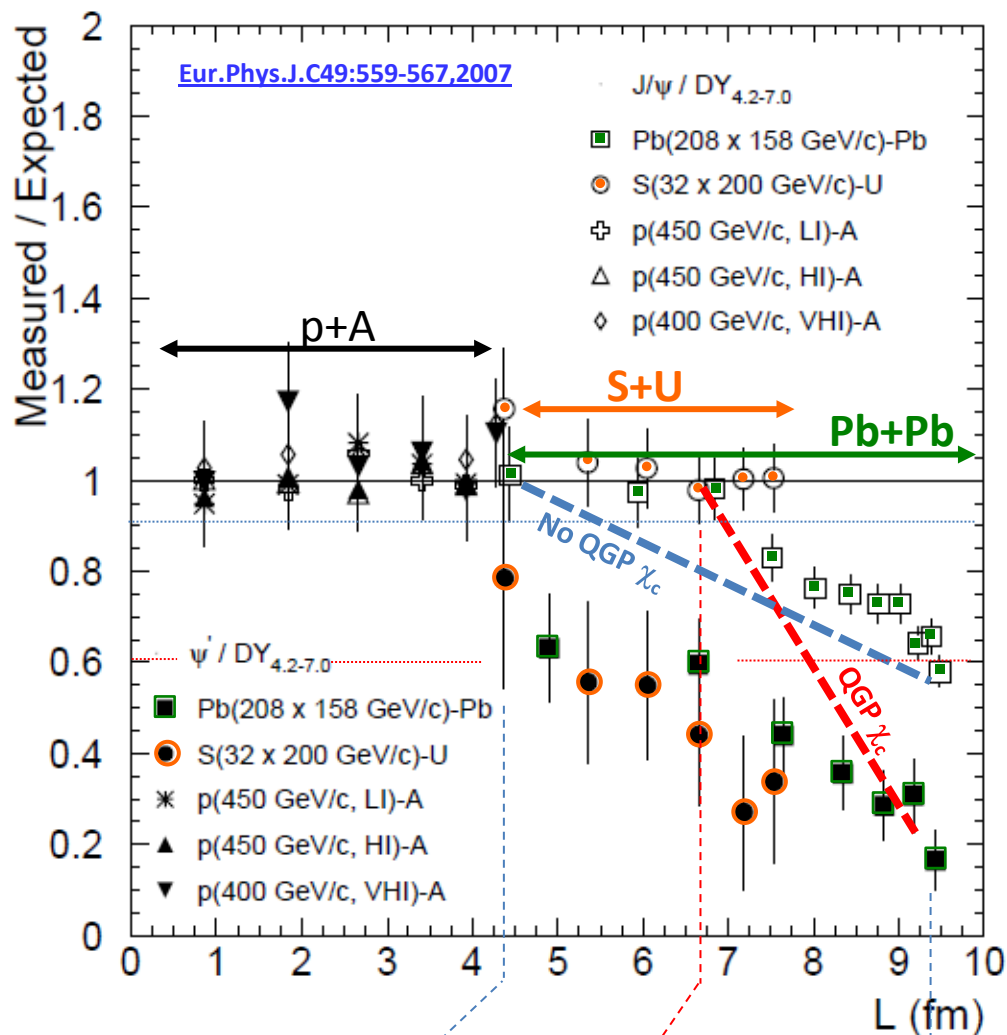 Measured / Expected
2
1.8
1.6
1.4
1.2
1
0.8
0.6
0.4
0.2
0
Eur.Phys.J.C49:559-567,2007
J/ψ / DY4.2-7.0
Pb(208 x 158 GeV/c)-Pb
S(32 x 200 GeV/c)-U
p(450 GeV/c, LI)-A
p(450 GeV/c, HI)-A
p(400 GeV/c, VHI)-A
p+A
S+U
Pb+Pb
No QGP χc
QGP χc
ψ' / DY4.2-7.0
Pb(208 x 158 GeV/c)-Pb
S(32 x 200 GeV/c)-U
p(450 GeV/c, LI)-A
p(450 GeV/c, HI)-A
p(400 GeV/c, VHI)-A
0 1 2 3 4 5 6 7 8 9 10
L (fm)